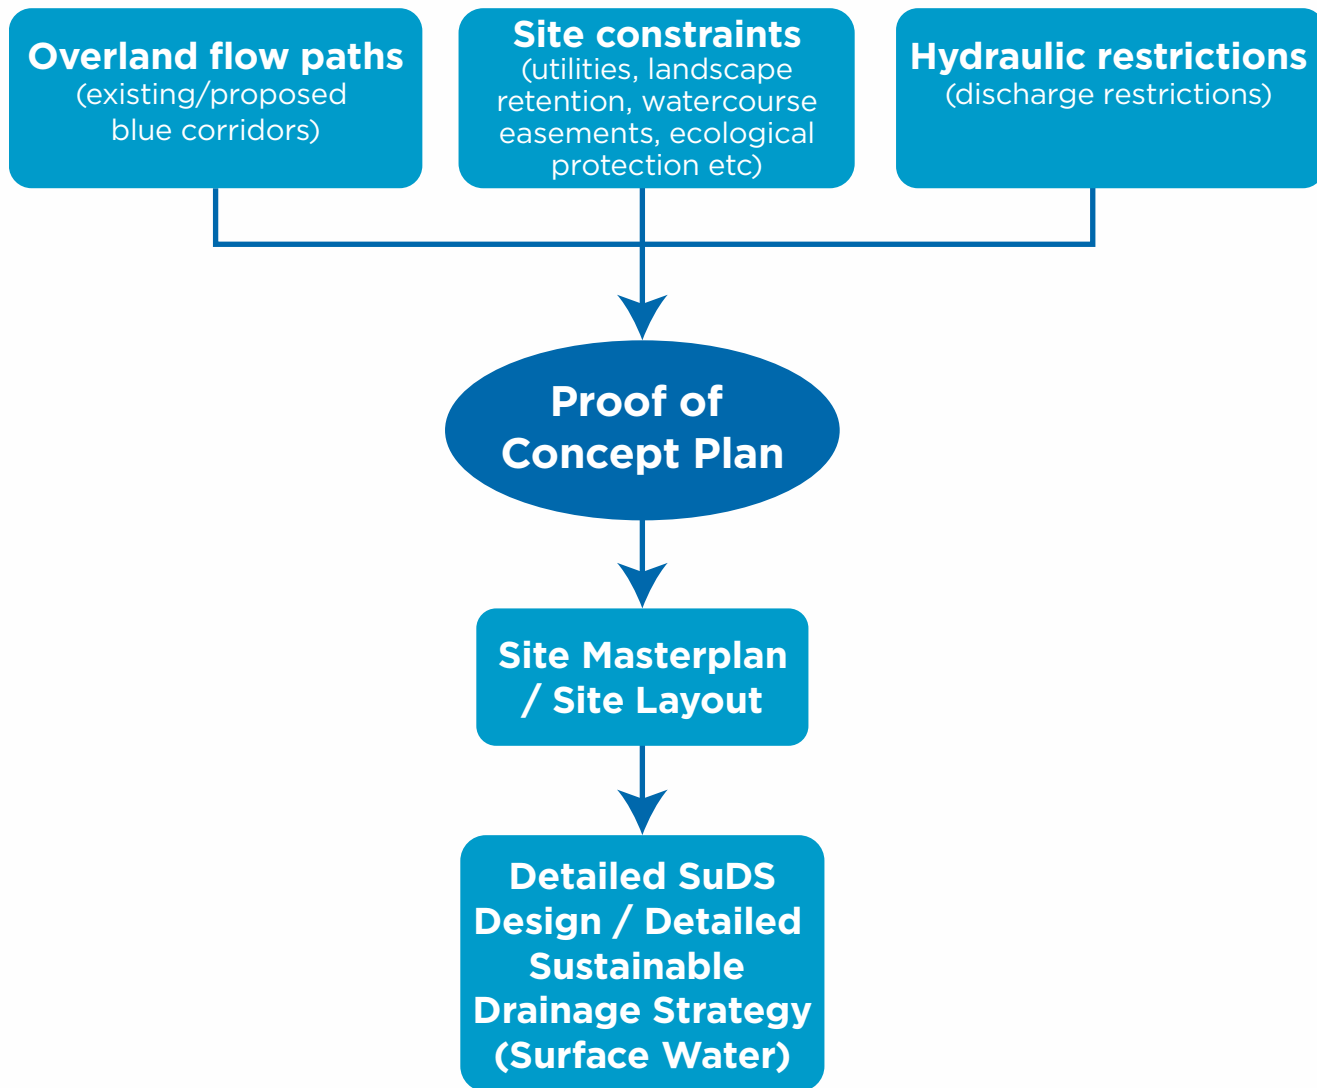 Overland flow paths
(existing/proposed
blue corridors)
Site constraints
(utilities, landscape
retention, watercourse
easements, ecological
protection etc)
Hydraulic restrictions
(discharge restrictions)
Proof of
Concept Plan
Site Masterplan
/ Site Layout
Detailed SuDS
Design / Detailed
Sustainable
Drainage Strategy
(Surface Water)